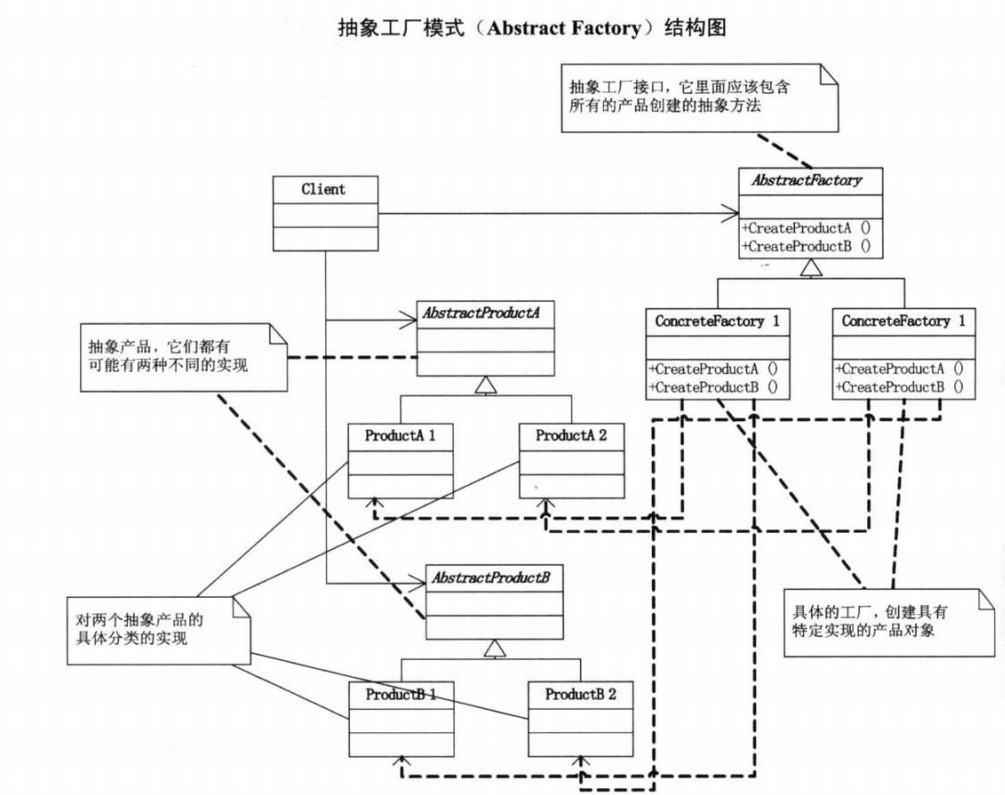 抽象工厂模式（Abstract Factory）结构图
抽象工厂接口，它里面应该包含
所有的产品创建的抽象方法
Client
AbstractFactory
+CreateProductA ()
+CreateProductB ()
AbstractProductA
ConcreteFactory 1
+CreateProductA ()
+CreateProductB ()
ConcreteFactory 1
+CreateProductA ()
+CreateProductB ()
抽象产品，它们都有
可能有两种不同的实现
ProductA 1
ProductA 2
AbstractProductB
对两个抽象产品的
具体分类的实现
具体的工厂，创建具有
特定实现的产品对象
ProductB 1
ProductB 2